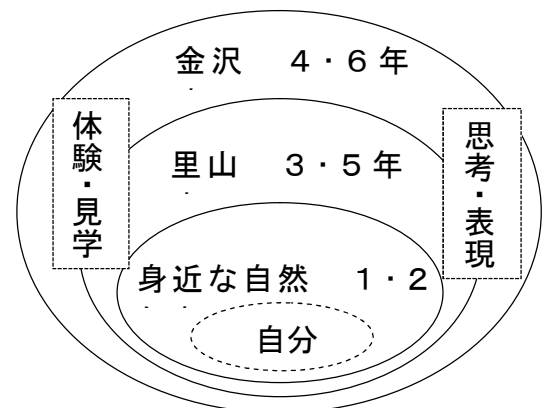 金沢　４・６年
体験・見学
思考・表現
里山　３・５年
身近な自然　１・２
自分